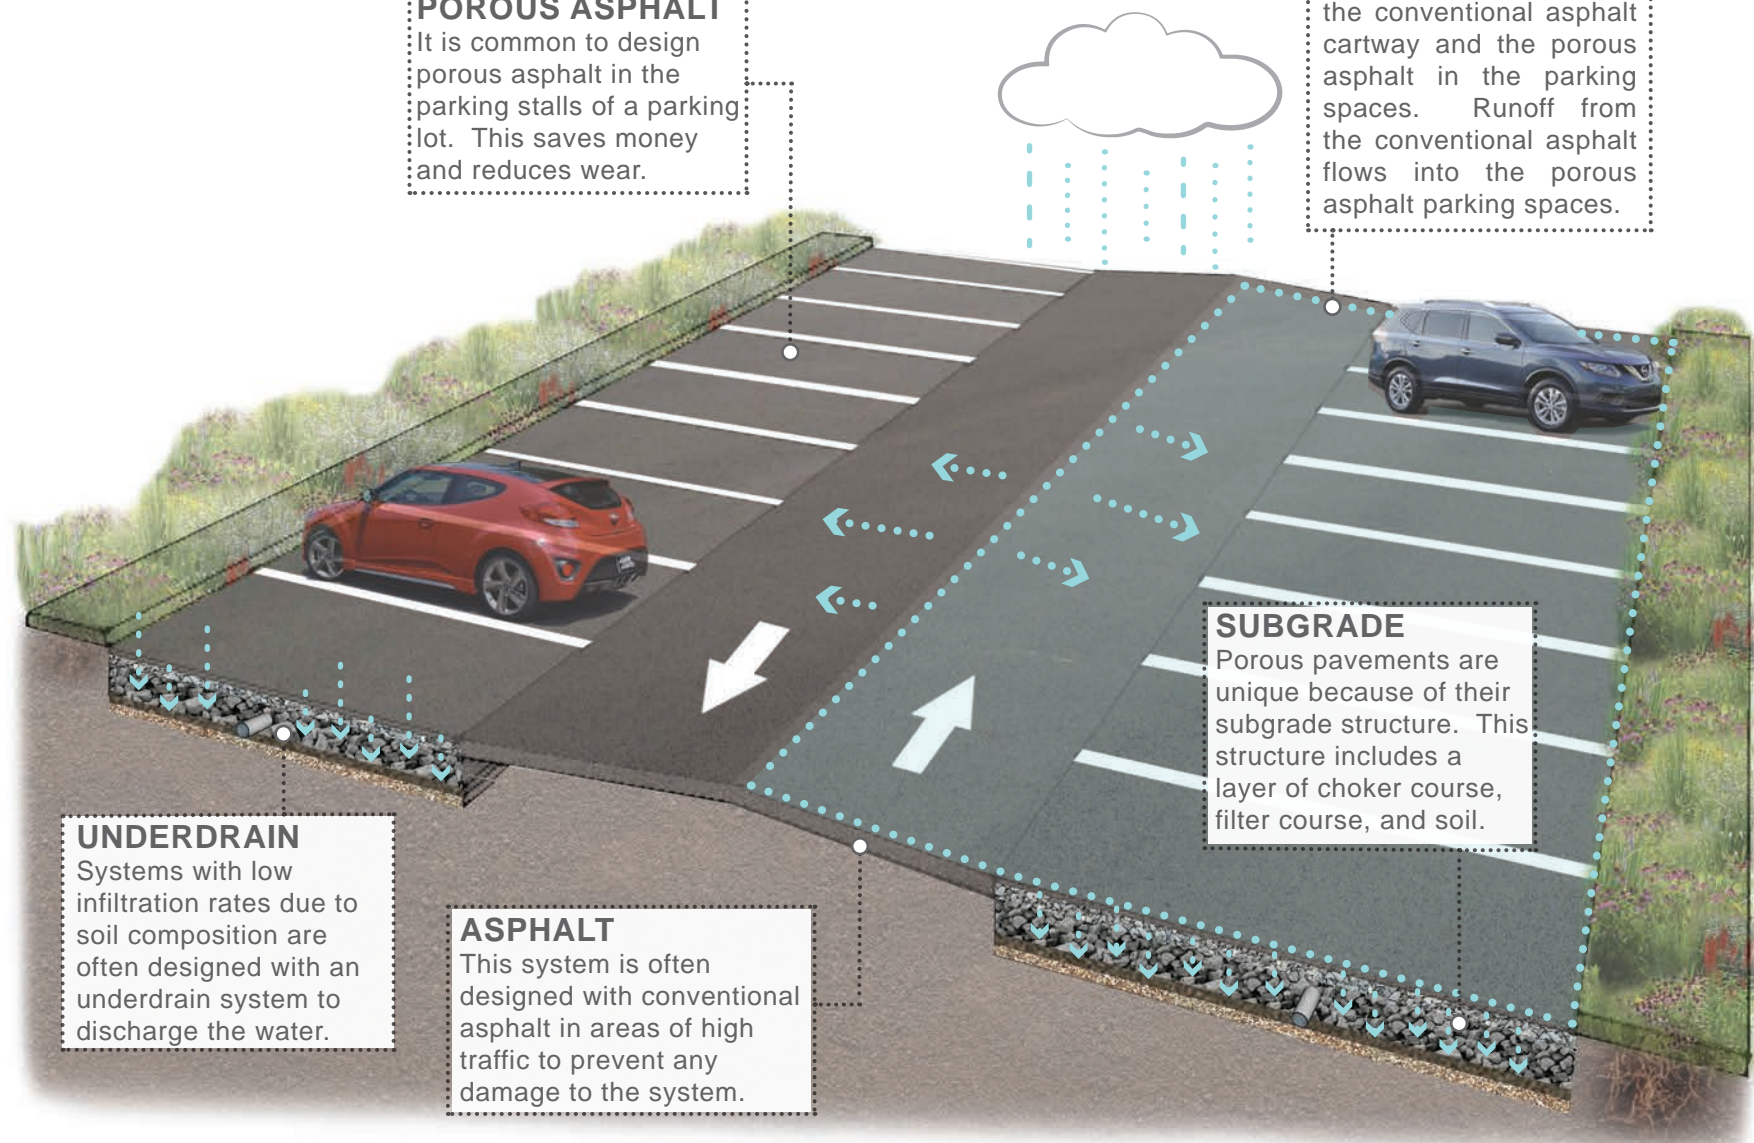 POROUS ASPHALT
It is common to design
porous asphalt in the
parking stalls of a parking
lot. This saves money
and reduces wear.
the conventional asphalt
cartway and the porous
asphalt in the parking
spaces. Runoff from
the conventional asphalt
flows into the porous
asphalt parking spaces.
SUBGRADE
Porous pavements are
unique because of their
subgrade structure. This
structure includes a
layer of choker course,
filter course, and soil.
UNDERDRAIN
Systems with low
infiltration rates due to
soil composition are
often designed with an
underdrain system to
discharge the water.
ASPHALT
This system is often
designed with conventional
asphalt in areas of high
traffic to prevent any
damage to the system.